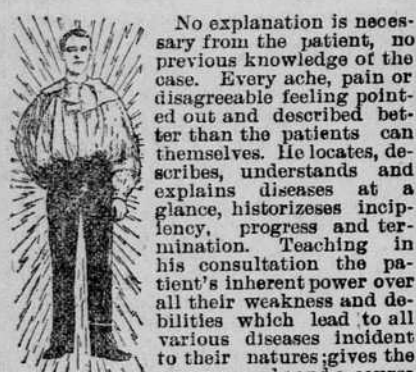 No explanation is neces-
sary from the patient, no
previous knowledge of the
case. Every ache, pain or
disagreeable feeling point-
ed out and described bet-
ter than the patients can
themselves. He locates, de-
scribes, understands and
explains diseases at a
glance, historizeses incip-
iency, progress and ter-
mination. Teaching in
his consultation the pa-
tient's inherent power over
all their weakness and de-
bilities which lead to all
various diseases incident
to their natures;gives the